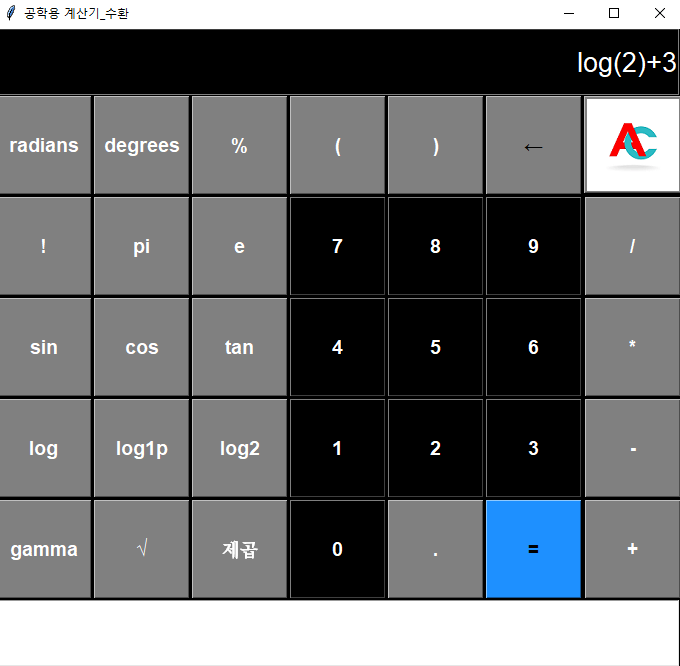 공학용 계산기_수환
log(2)+3
radians degrees % ( ) ← AC
! pi e 7 8 9 /
sin cos tan 4 5 6 *
log log1p log2 1 2 3 -
gamma √ 제곱 0 . = +